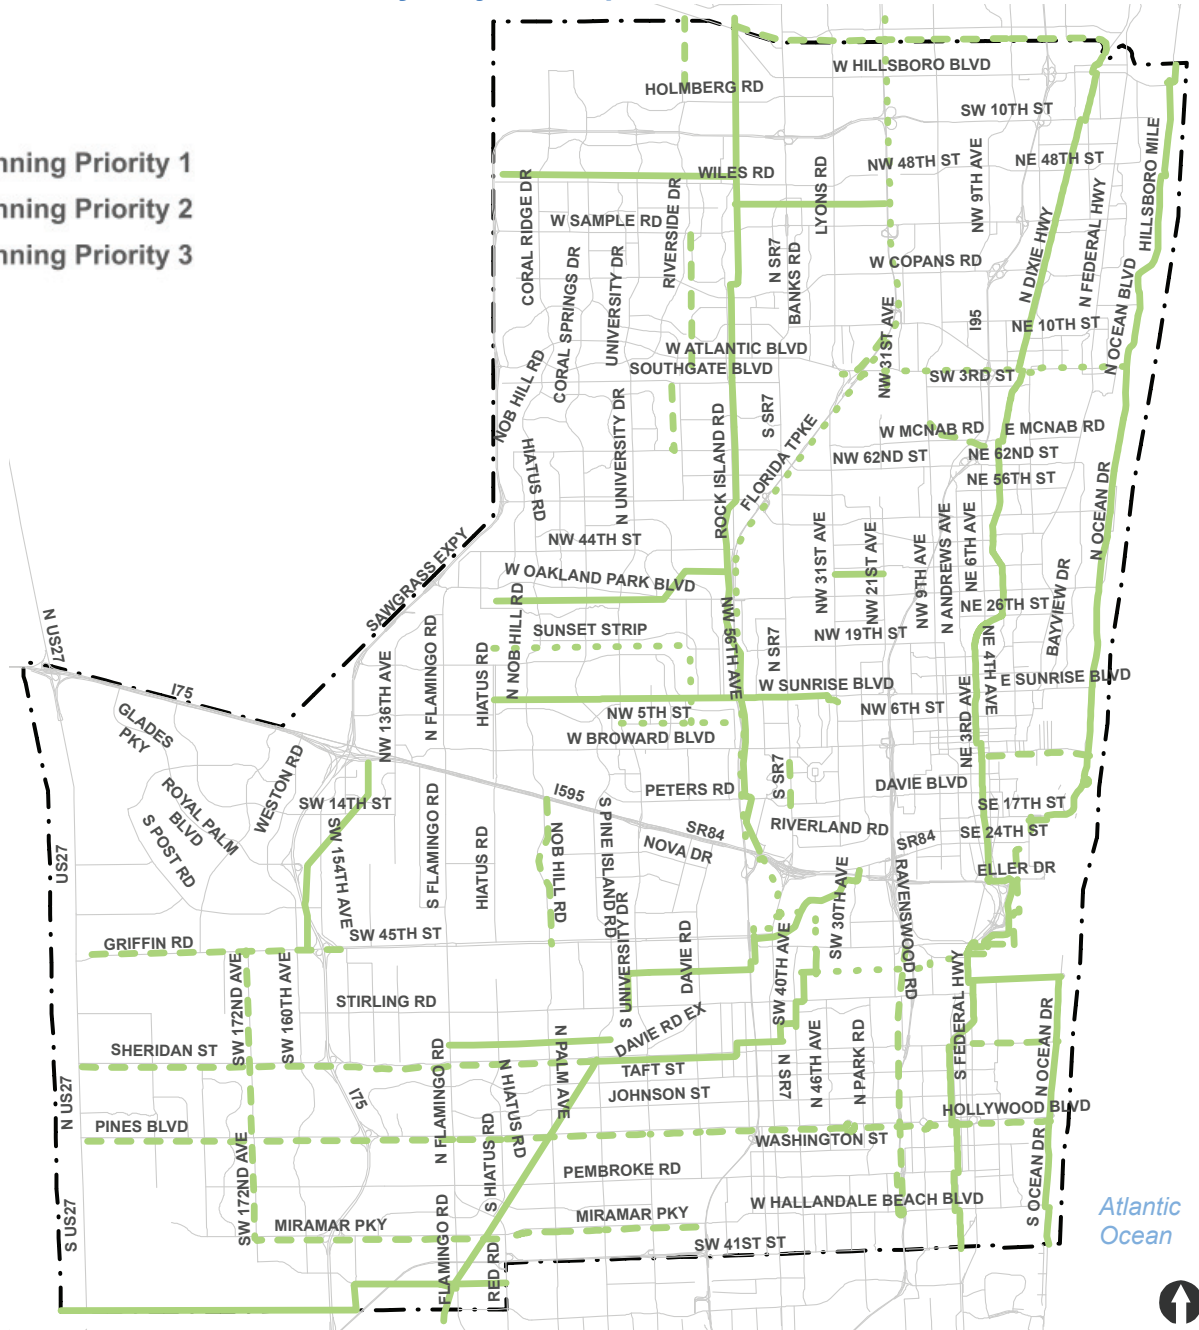 nning Priority 1
nning Priority 2
nning Priority 3
W HILLSBORO BLVD
HOLMBERG RD
SW 10TH ST
HILLSBORO MILE
NW 9TH AVE
NW 48TH ST
NE 48TH ST
WILES RD
LYONS RD
CORAL RIDGE DR
RIVERSIDE DR
N FEDERAL HWY
W SAMPLE RD
N DIXIE HWY
CORAL SPRINGS DR
UNIVERSITY DR
N SR7
BANKS RD
W COPANS RD
N OCEAN BLVD
NW 31ST AVE
I95
NE 10TH ST
W ATLANTIC BLVD
SOUTHGATE BLVD
SW 3RD ST
NOB HILL RD
N UNIVERSITY DR
S SR7
ROCK ISLAND RD
FLORIDA TPKE
W MCNAB RD
E MCNAB RD
HIATUS RD
NW 62ND ST
NE 62ND ST
NE 56TH ST
N OCEAN DR
NW 44TH ST
SAWGRASS EXPY
NW 31ST AVE
NW 21ST AVE
NW 9TH AVE
N ANDREWS AVE
NE 6TH AVE
W OAKLAND PARK BLVD
BAYVIEW DR
NE 26TH ST
N US27
N FLAMINGO RD
N NOB HILL RD
SUNSET STRIP
NW 56TH AVE
N SR7
NW 19TH ST
NE 4TH AVE
NW 136TH AVE
HIATUS RD
E SUNRISE BLVD
W SUNRISE BLVD
I75
NW 5TH ST
NW 6TH ST
NE 3RD AVE
GLADES
PKY
W BROWARD BLVD
WESTON RD
S SR7
DAVIE BLVD
PETERS RD
I595
SW 14TH ST
SE 17TH ST
ROYAL PALM
BLVD
S POST RD
S PINE ISLAND RD
SR84
RIVERLAND RD
SR84
SE 24TH ST
NOVA DR
US27
SW 154TH AVE
S FLAMINGO RD
HIATUS RD
NOB HILL RD
SW 30TH AVE
RAVENSWOOD RD
ELLER DR
GRIFFIN RD
SW 45TH ST
S UNIVERSITY RD
DAVIE RD
SW 40TH AVE
SW 172ND AVE
SW 160TH AVE
STIRLING RD
S FEDERAL HWY
N OCEAN DR
DAVIE RD EX
SHERIDAN ST
N FLAMINGO RD
N HIATUS RD
N PALM AVE
TAFT ST
N SR7
N 46TH AVE
N PARK RD
N US27
I75
JOHNSON ST
HOLLYWOOD BLVD
PINES BLVD
WASHINGTON ST
SW 172ND AVE
S HIATUS RD
PEMBROKE RD
S OCEAN DR
S US27
FLAMINGO RD
W HALLANDALE BEACH BLVD
Atlantic
Ocean
MIRAMAR PKY
MIRAMAR PKY
RED RD
SW 41ST ST